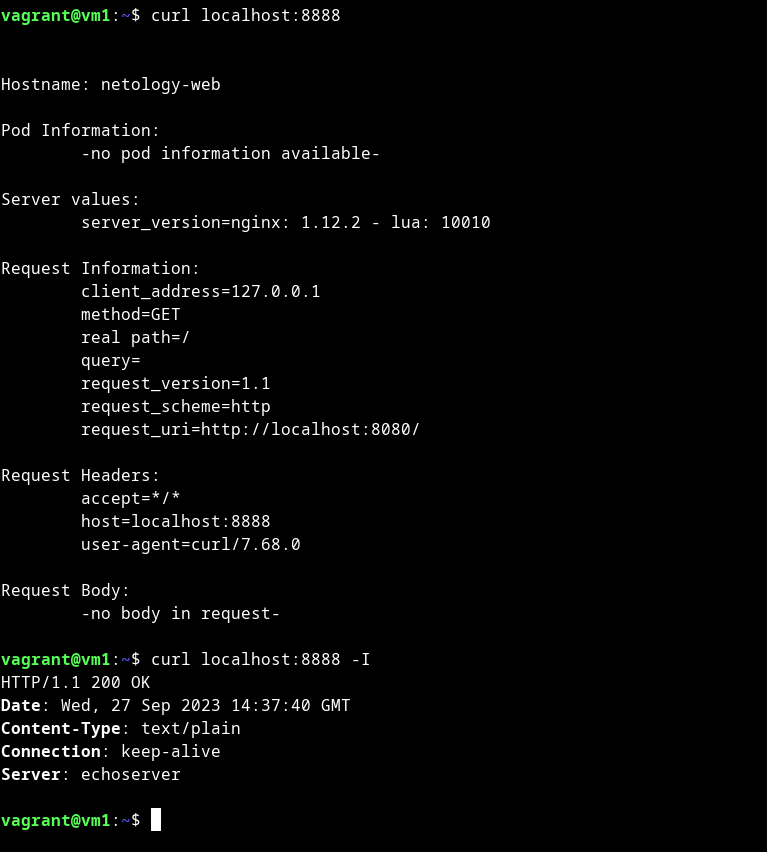 vagrant@vm1:~$ curl localhost:8888
Hostname: netology-web
Pod Information:
-no pod information available-
Server values:
server_version=nginx: 1.12.2 - lua: 10010
Request Information:
client_address=127.0.0.1
method=GET
real path=/
query=
request_version=1.1
request_scheme=http
request_uri=http://localhost:8080/
Request Headers:
accept=*/*
host=localhost:8888
user-agent=curl/7.68.0
Request Body:
-no body in request-
vagrant@vm1:~$ curl localhost:8888 -I
HTTP/1.1 200 OK
Date: Wed, 27 Sep 2023 14:37:40 GMT
Content-Type: text/plain
Connection: keep-alive
Server: echoserver
vagrant@vm1:~$